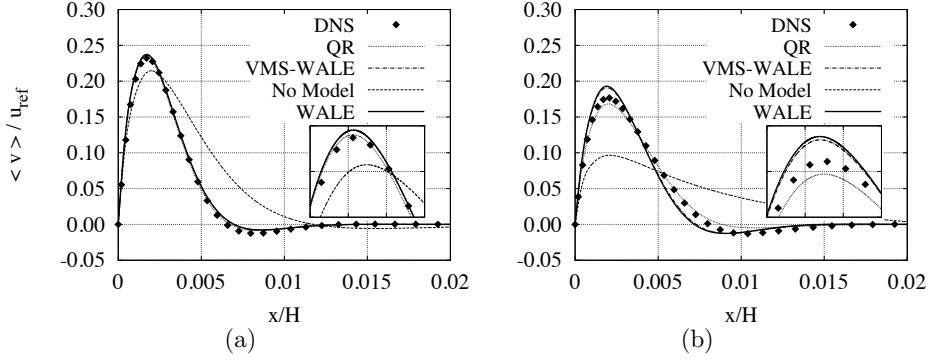 0.30
0.25
0.20
0.15
0.10
0.05
0.00
-0.05
< v > / u_ref
DNS
QR
VMS-WALE
No Model
WALE
0 0.005 0.01 0.015 0.02
x/H
(a)
0.30
0.25
0.20
0.15
0.10
0.05
0.00
-0.05
DNS
QR
VMS-WALE
No Model
WALE
0 0.005 0.01 0.015 0.02
x/H
(b)